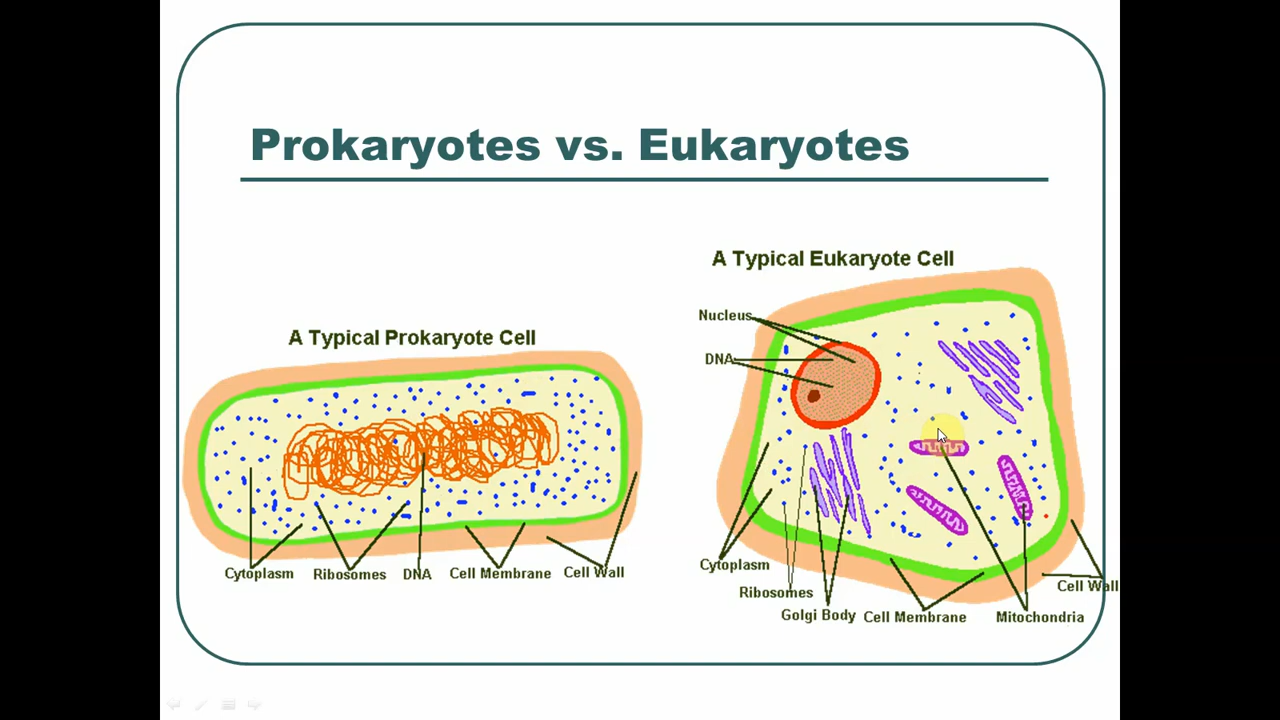 Prokaryotes vs. Eukaryotes
A Typical Prokaryote Cell
Cytoplasm
Ribosomes
DNA
Cell Membrane
Cell Wall
A Typical Eukaryote Cell
Nucleus
DNA
Cytoplasm
Ribosomes
Golgi Body
Cell Membrane
Mitochondria
Cell Wall